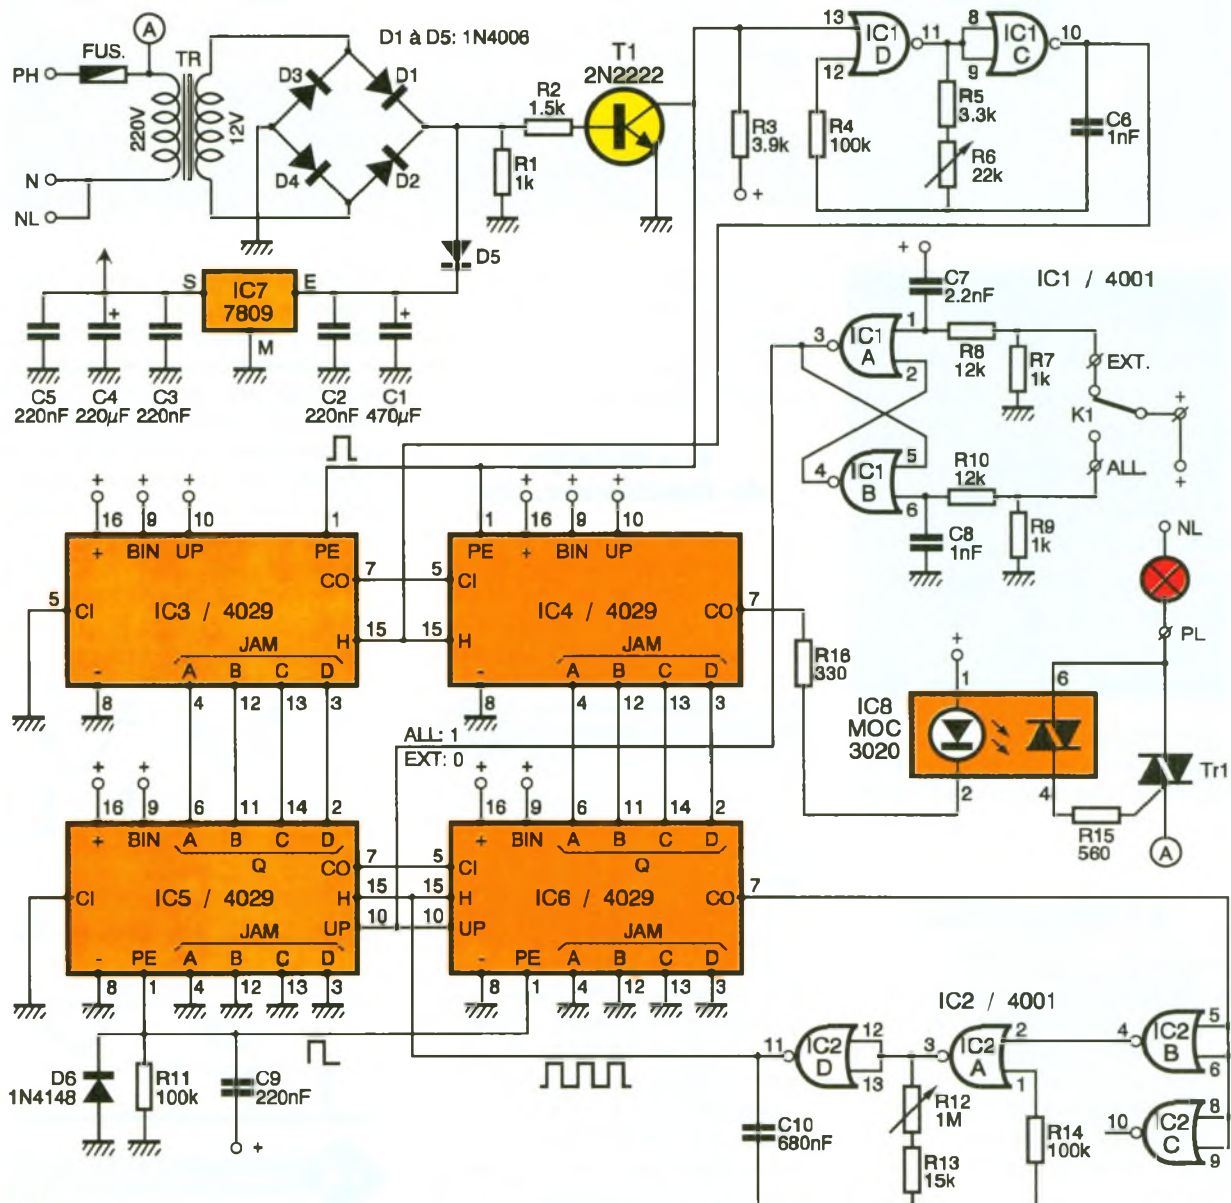 A
FUS.
TR
PH
220V
12V
N
NL
D3
D1
D4
D2
D1 à D5: 1N4006
R2
1.5k
R1
1k
T1
2N2222
D5
13
12
IC1
D
11
8
9
IC1
C
10
R3
3.9k
+
R4
100k
R5
3.3k
R6
22k
C6
1nF
S
IC7
7809
E
M
+
+
C5
220nF
C4
220µF
C3
220nF
C2
220nF
C1
470µF
+
C7
2.2nF
IC1 / 4001
3
IC1
A
1
2
R8
12k
R7
1k
EXT.
K1
+
+
4
IC1
B
5
6
R10
12k
ALL.
C8
1nF
R9
1k
+ + +
16 9 10 1
+ BIN UP PE
CO 7
5 CI
IC3 / 4029
H 15
JAM
- A B C D
8 4 12 13 3
+ + +
1 16 9 10
PE + BIN UP
5 CI
IC4 / 4029
CO 7
15 H
JAM
- A B C D
8 4 12 13 3
R16
330
NL
PL
+
1
6
IC8
MOC
3020
2
4
Tr1
R15
560
A
ALL: 1
EXT: 0
+ +
16 9 6 11 14 2
+ BIN A B C D
Q
CO 7
CI
IC5 / 4029
H 15
UP 10
JAM
- PE A B C D
8 1 4 12 13 3
+ +
16 9 6 11 14 2
+ BIN A B C D
Q
5 CI
15 H
IC6 / 4029
CO 7
10 UP
JAM
- PE A B C D
8 1 4 12 13 3
D6
1N4148
R11
100k
C9
220nF
+
IC2 / 4001
11
IC2
D
12
13
3
IC2
A
2
1
4
IC2
B
5
6
10
IC2
C
8
9
C10
680nF
R12
1M
R13
15k
R14
100k